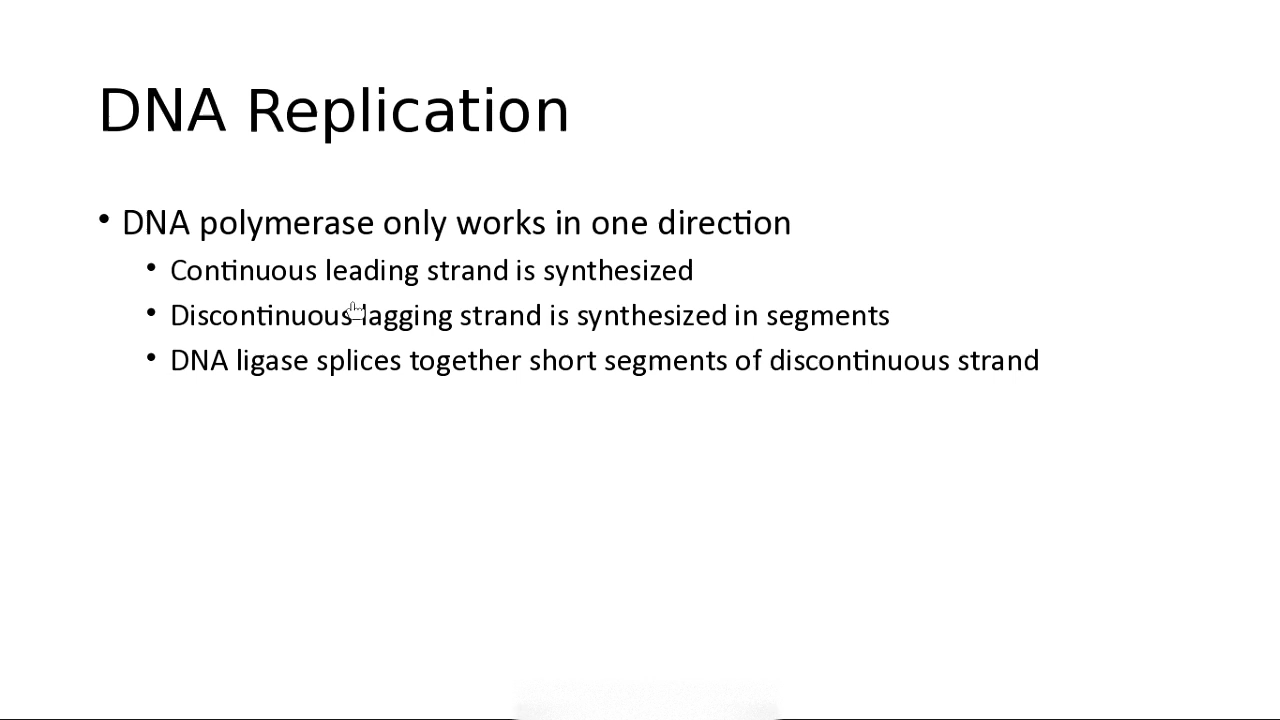 DNA Replication
• DNA polymerase only works in one direction
• Continuous leading strand is synthesized
• Discontinuous lagging strand is synthesized in segments
• DNA ligase splices together short segments of discontinuous strand